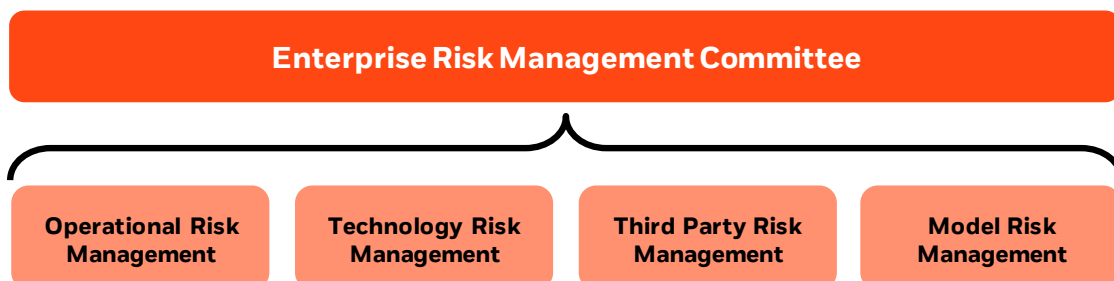 Enterprise Risk Management Committee
Operational Risk
Management
Technology Risk
Management
Third Party Risk
Management
Model Risk
Management